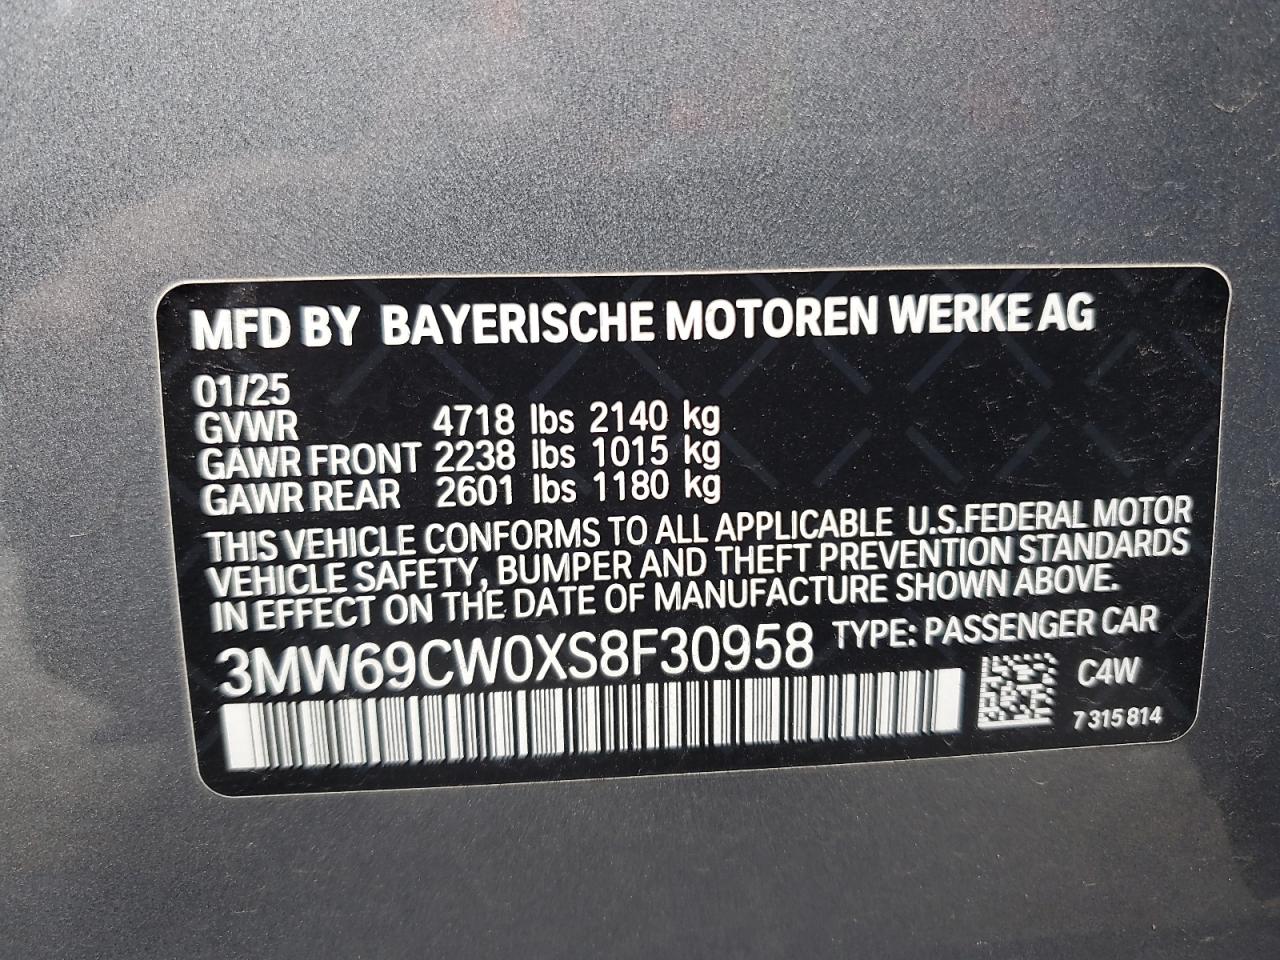 MFD BY BAYERISCHE MOTOREN WERKE AG
01/25
GVWR 4718 lbs 2140 kg
GAWR FRONT 2238 lbs 1015 kg
GAWR REAR 2601 lbs 1180 kg
THIS VEHICLE CONFORMS TO ALL APPLICABLE U.S.FEDERAL MOTOR
VEHICLE SAFETY, BUMPER AND THEFT PREVENTION STANDARDS
IN EFFECT ON THE DATE OF MANUFACTURE SHOWN ABOVE.
3MW69CW0XS8F30958 TYPE: PASSENGER CAR
C4W
7 315 814